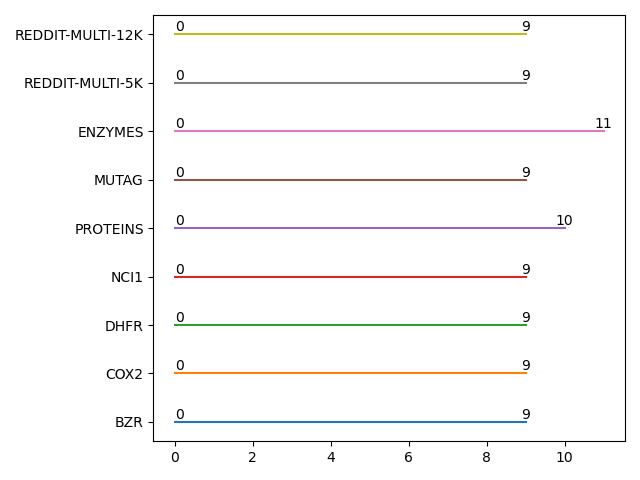 REDDIT-MULTI-12K 0 9
REDDIT-MULTI-5K 0 9
ENZYMES 0 11
MUTAG 0 9
PROTEINS 0 10
NCI1 0 9
DHFR 0 9
COX2 0 9
BZR 0 9
0 2 4 6 8 10